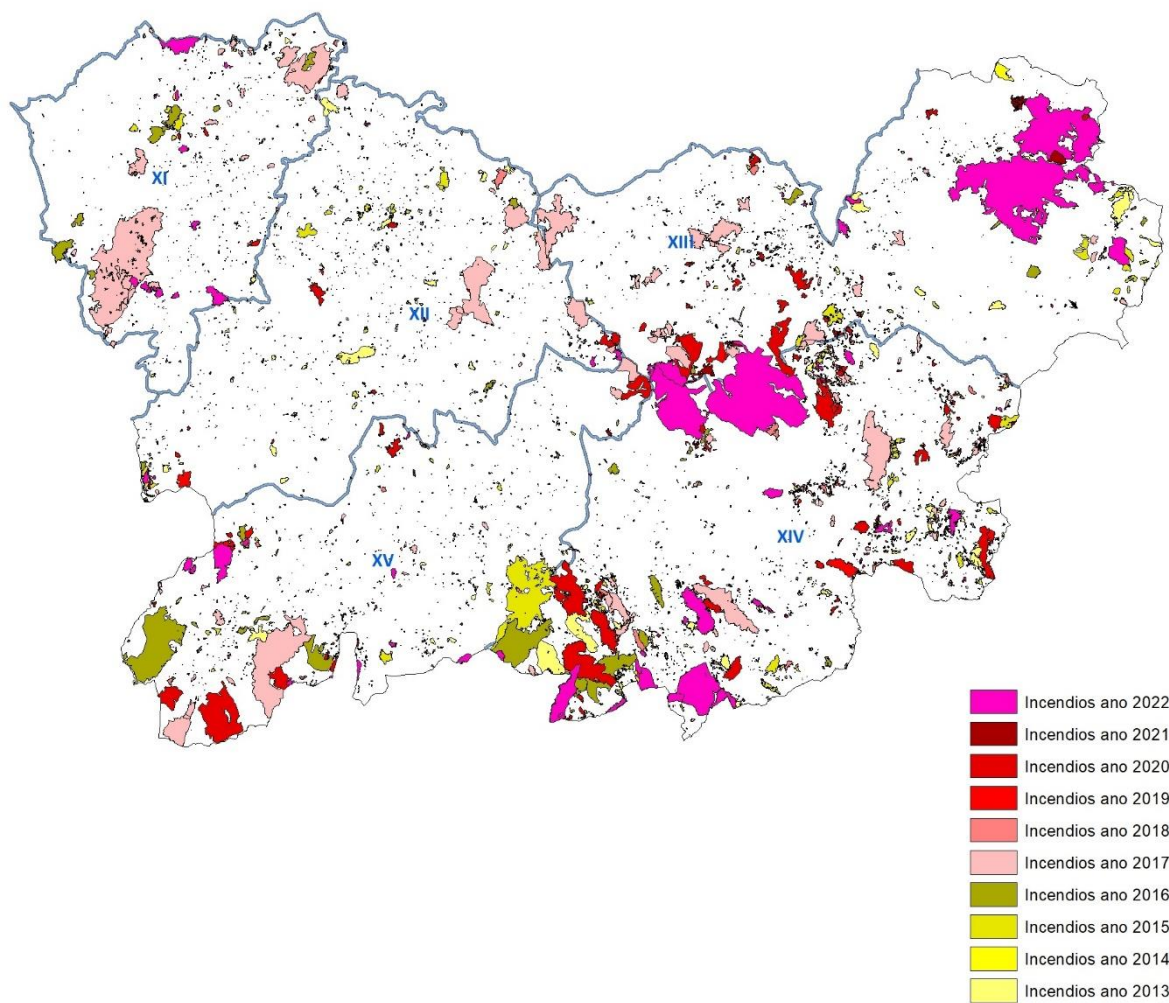 XI
XIII
XII
XIV
XV
Incendios ano 2022
Incendios ano 2021
Incendios ano 2020
Incendios ano 2019
Incendios ano 2018
Incendios ano 2017
Incendios ano 2016
Incendios ano 2015
Incendios ano 2014
Incendios ano 2013